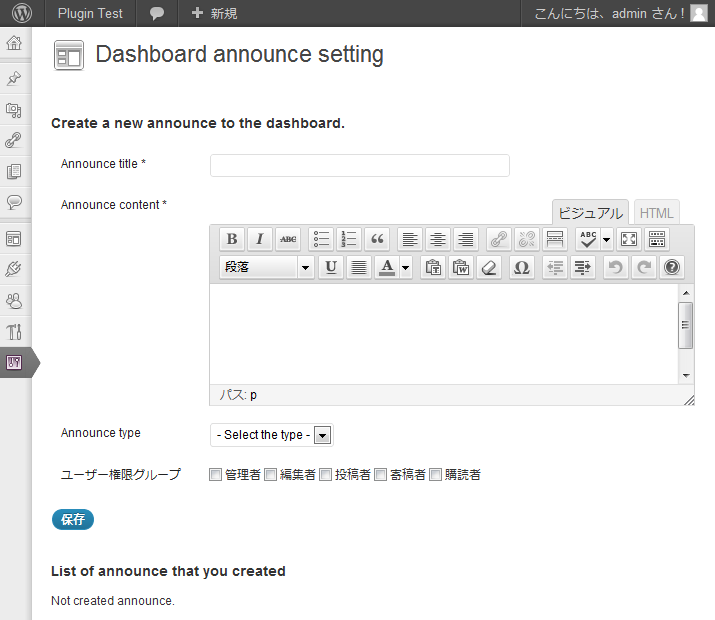 Plugin Test + 新規 こんにちは、admin さん !
Dashboard announce setting
Create a new announce to the dashboard.
Announce title *
Announce content *
ビジュアル HTML
B I ABC ABC
段落 U A T W Ω ?
パス: p
Announce type - Select the type -
ユーザー権限グループ 管理者 編集者 投稿者 寄稿者 購読者
保存
List of announce that you created
Not created announce.